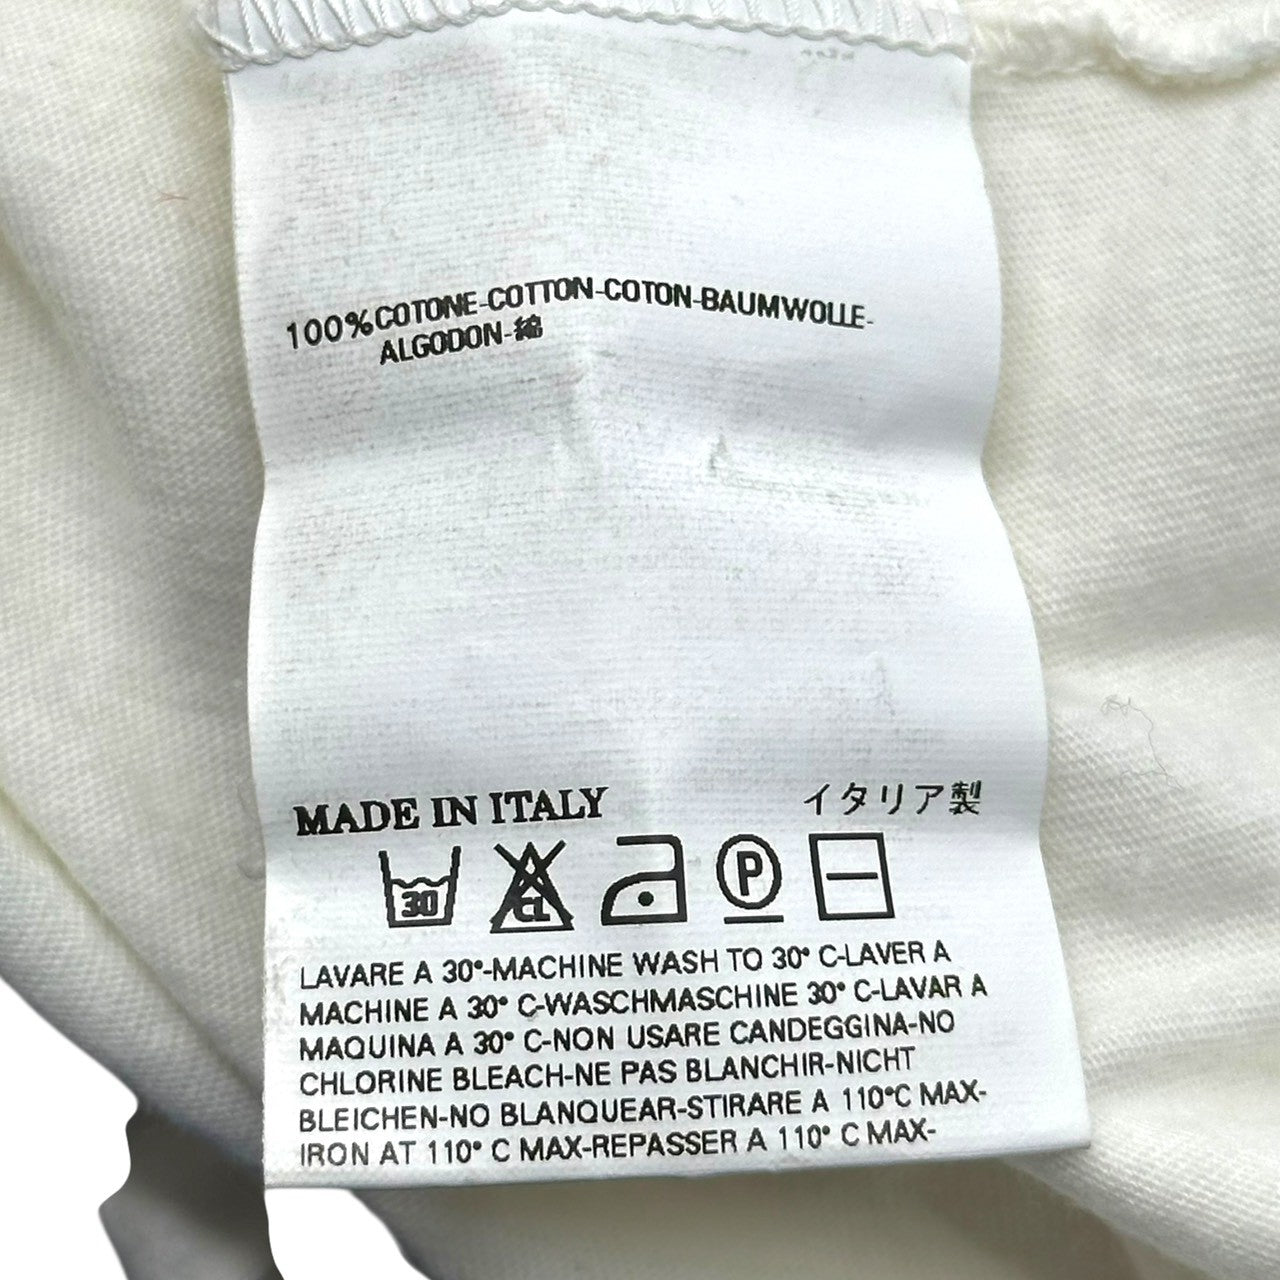 100%COTONE-COTTON-COTON-BAUMWOLLE-
ALGODON-綿
MADE IN ITALY イタリア製
30 CL P
LAVARE A 30°-MACHINE WASH TO 30° C-LAVER A
MACHINE A 30° C-WASCHMASCHINE 30° C-LAVAR A
MAQUINA A 30° C-NON USARE CANDEGGINA-NO
CHLORINE BLEACH-NE PAS BLANCHIR-NICHT
BLEICHEN-NO BLANQUEAR-STIRARE A 110°C MAX-
IRON AT 110° C MAX-REPASSER A 110° C MAX-